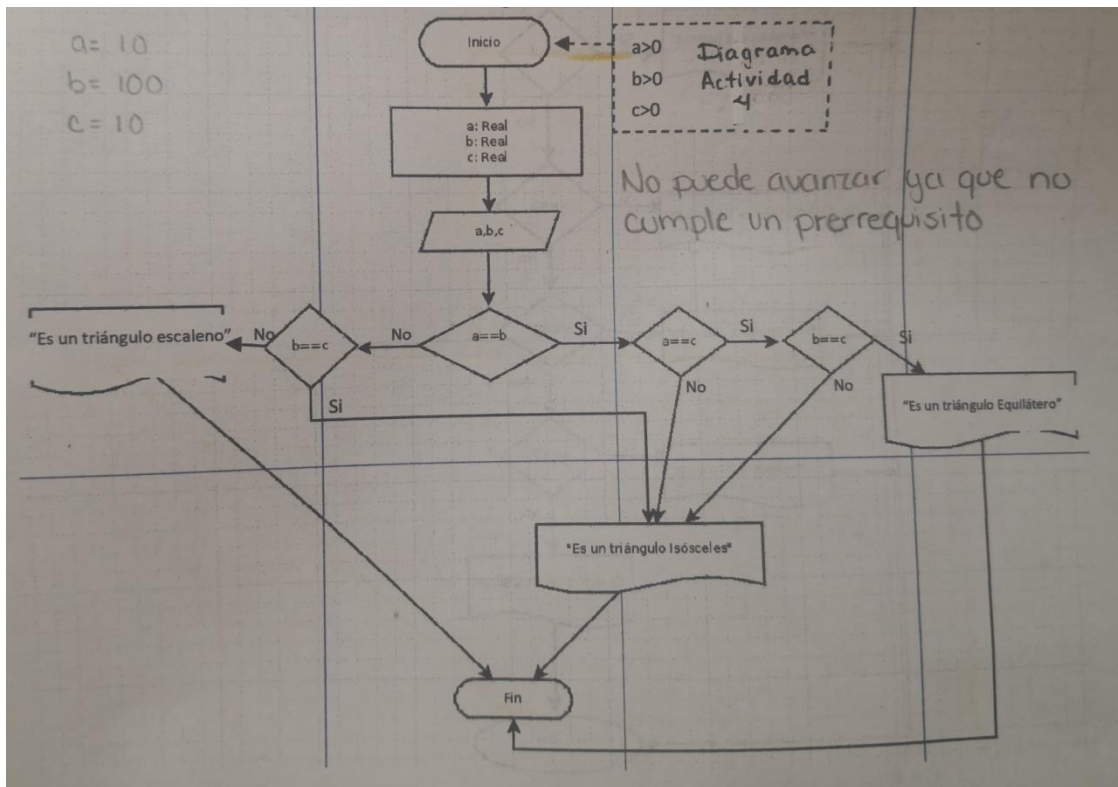 a= 10
b= 100
c= 10
Inicio
a>0
b>0
c>0
Diagrama
Actividad
4
a: Real
b: Real
c: Real
No puede avanzar ya que no
cumple un prerrequisito
a,b,c
"Es un triángulo escaleno"
No
b==c
No
a==b
Si
a==c
Si
b==c
Si
Si
No
No
"Es un triángulo Equilátero"
"Es un triángulo Isósceles"
Fin